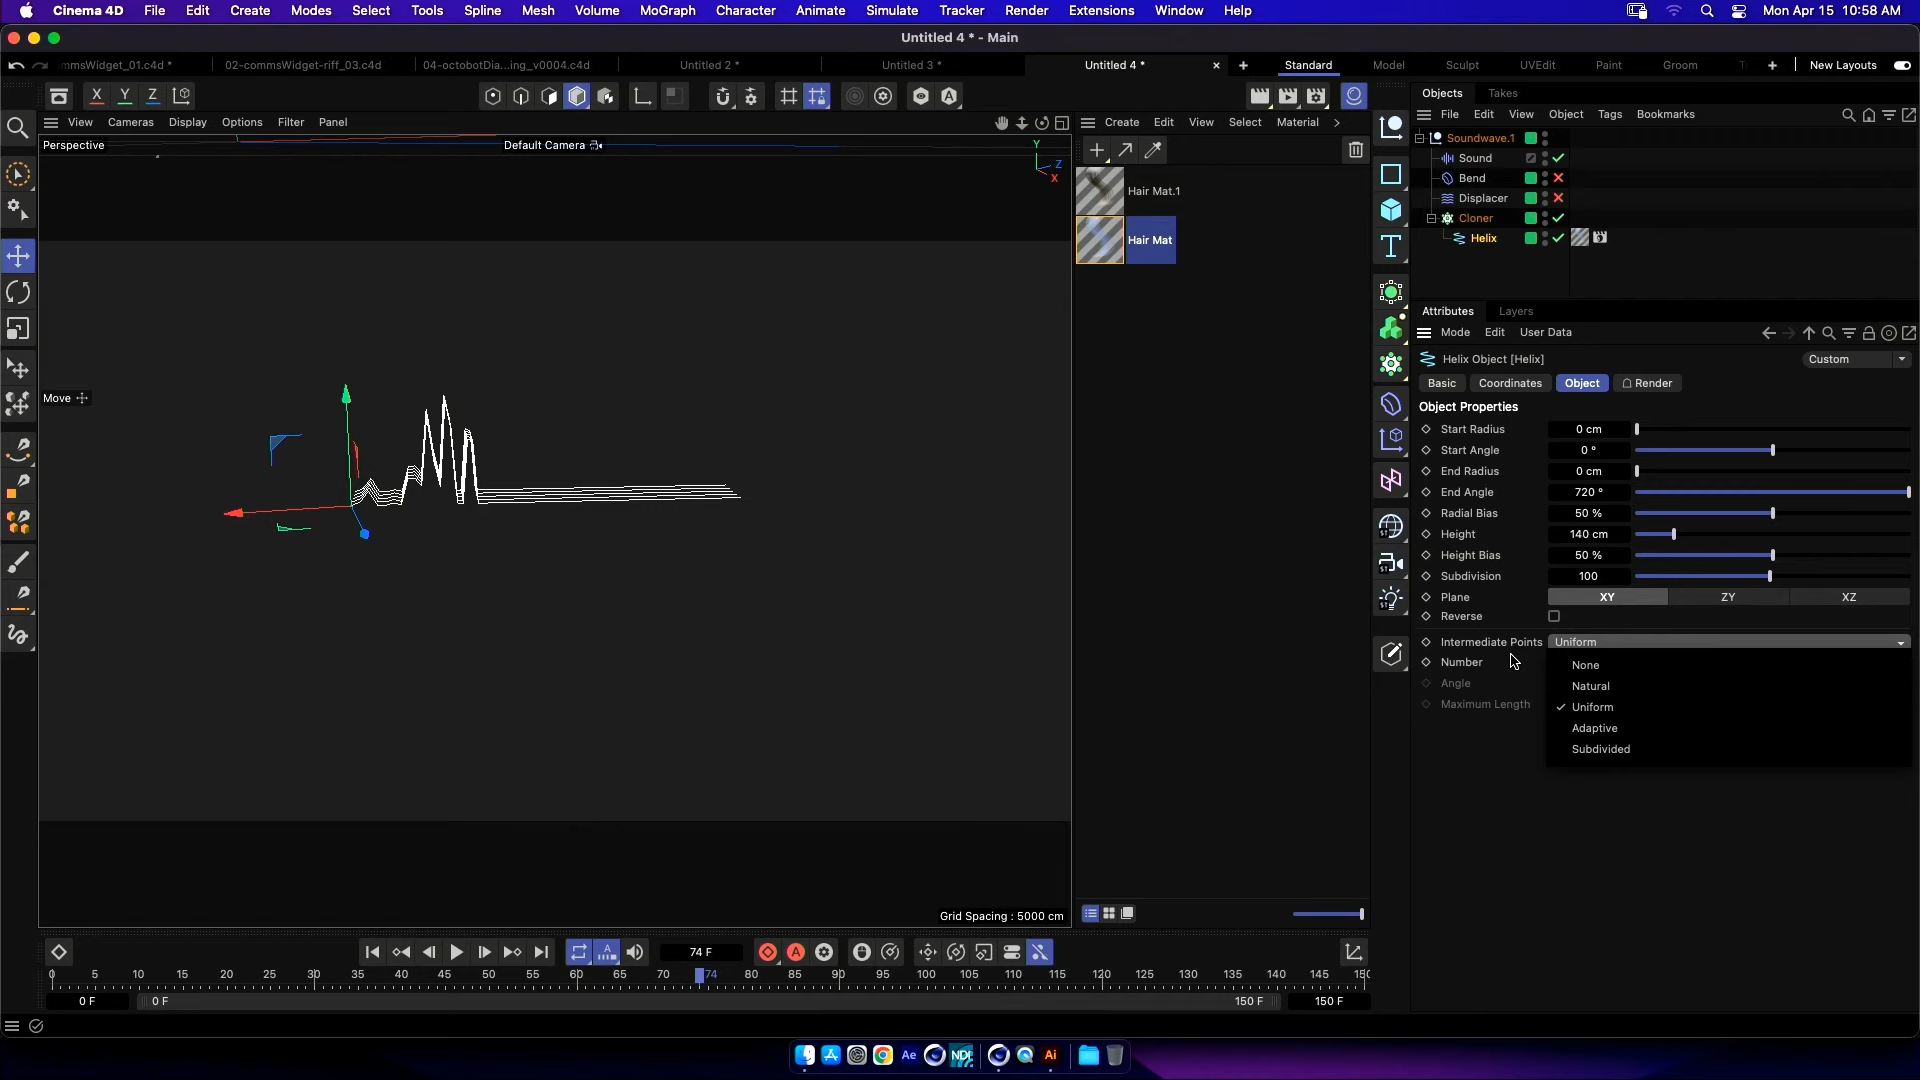 Cinema 4D File Edit Create Modes Select Tools Spline Mesh Volume MoGraph Character Animate Simulate Tracker Render Extensions Window Help Mon Apr 15 10:58 AM
Untitled 4 * - Main
mmsWidget_01.c4d * 02-commsWidget-riff_03.c4d 04-octobotDia...ing_v0004.c4d Untitled 2 * Untitled 3 * Untitled 4 * Standard Model Sculpt UVEdit Paint Groom New Layouts
X Y Z
View Cameras Display Options Filter Panel
Perspective Default Camera
Y
Z
X
Move
Grid Spacing : 5000 cm
Create Edit View Select Material
Hair Mat.1
Hair Mat
Objects Takes
File Edit View Object Tags Bookmarks
Soundwave.1
Sound
Bend
Displacer
Cloner
Helix
Attributes Layers
Mode Edit User Data
Helix Object [Helix] Custom
Basic Coordinates Object Render
Object Properties
Start Radius 0 cm
Start Angle 0 °
End Radius 0 cm
End Angle 720 °
Radial Bias 50 %
Height 140 cm
Height Bias 50 %
Subdivision 100
Plane XY ZY XZ
Reverse
Intermediate Points Uniform
Number
Angle
Maximum Length
None
Natural
Uniform
Adaptive
Subdivided
74 F
0 5 10 15 20 25 30 35 40 45 50 55 60 65 70 74 80 85 90 95 100 105 110 115 120 125 130 135 140 145 150
0 F 0 F 150 F 150 F
Ae NDI Ai